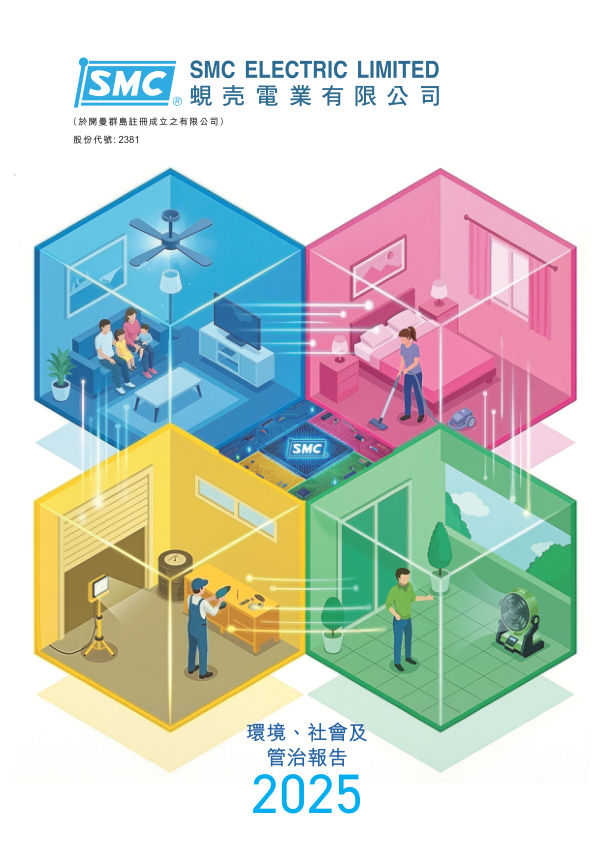 SMC
®
SMC ELECTRIC LIMITED
蜆壳電業有限公司
（於開曼群島註冊成立之有限公司）
股份代號: 2381
SMC
環境、社會及
管治報告
2025